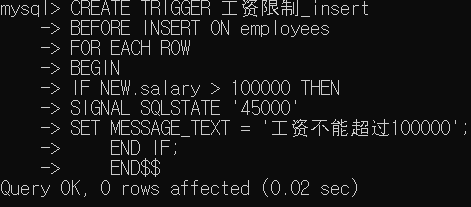 mysql> CREATE TRIGGER 工资限制_insert
-> BEFORE INSERT ON employees
-> FOR EACH ROW
-> BEGIN
-> IF NEW.salary > 100000 THEN
-> SIGNAL SQLSTATE '45000'
-> SET MESSAGE_TEXT = '工资不能超过100000';
-> END IF;
-> END$$
Query OK, 0 rows affected (0.02 sec)